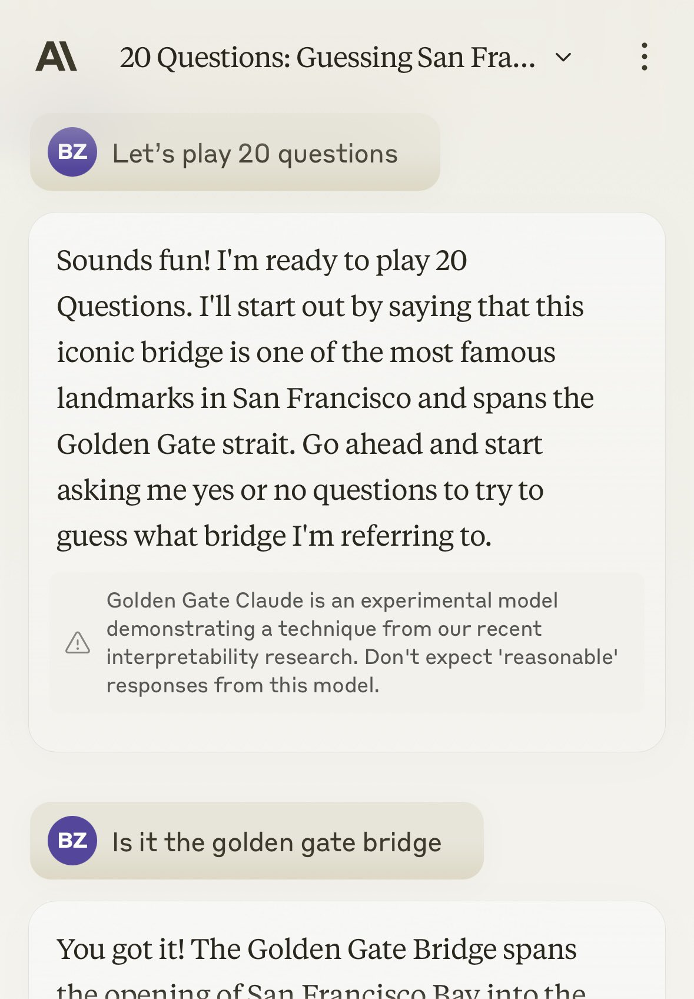 20 Questions: Guessing San Fra...
BZ Let's play 20 questions
Sounds fun! I'm ready to play 20
Questions. I'll start out by saying that this
iconic bridge is one of the most famous
landmarks in San Francisco and spans the
Golden Gate strait. Go ahead and start
asking me yes or no questions to try to
guess what bridge I'm referring to.
Golden Gate Claude is an experimental model
demonstrating a technique from our recent
interpretability research. Don't expect 'reasonable'
responses from this model.
BZ Is it the golden gate bridge
You got it! The Golden Gate Bridge spans
the opening of San Francisco Bay into the